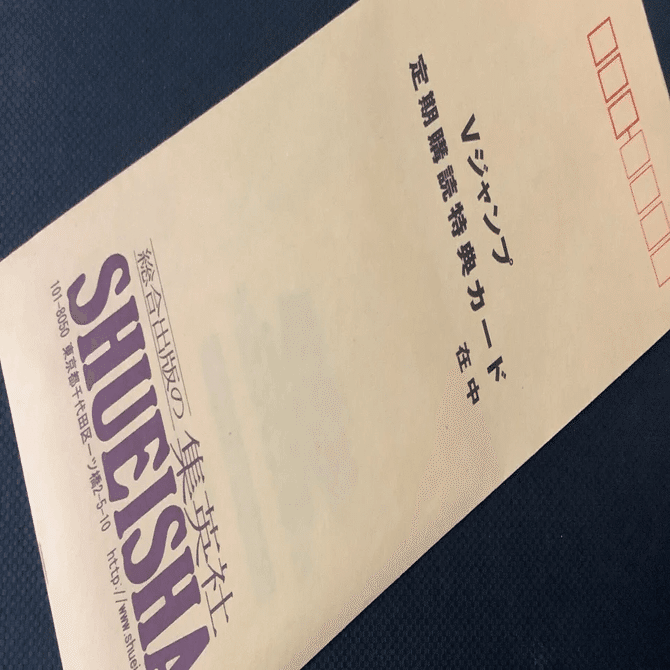 Vジャンプ
定期購読特典カード
在中
総合出版の 集英社
SHUEISHA
101-8050 東京都千代田区一ツ橋2-5-10 http://www.shuei